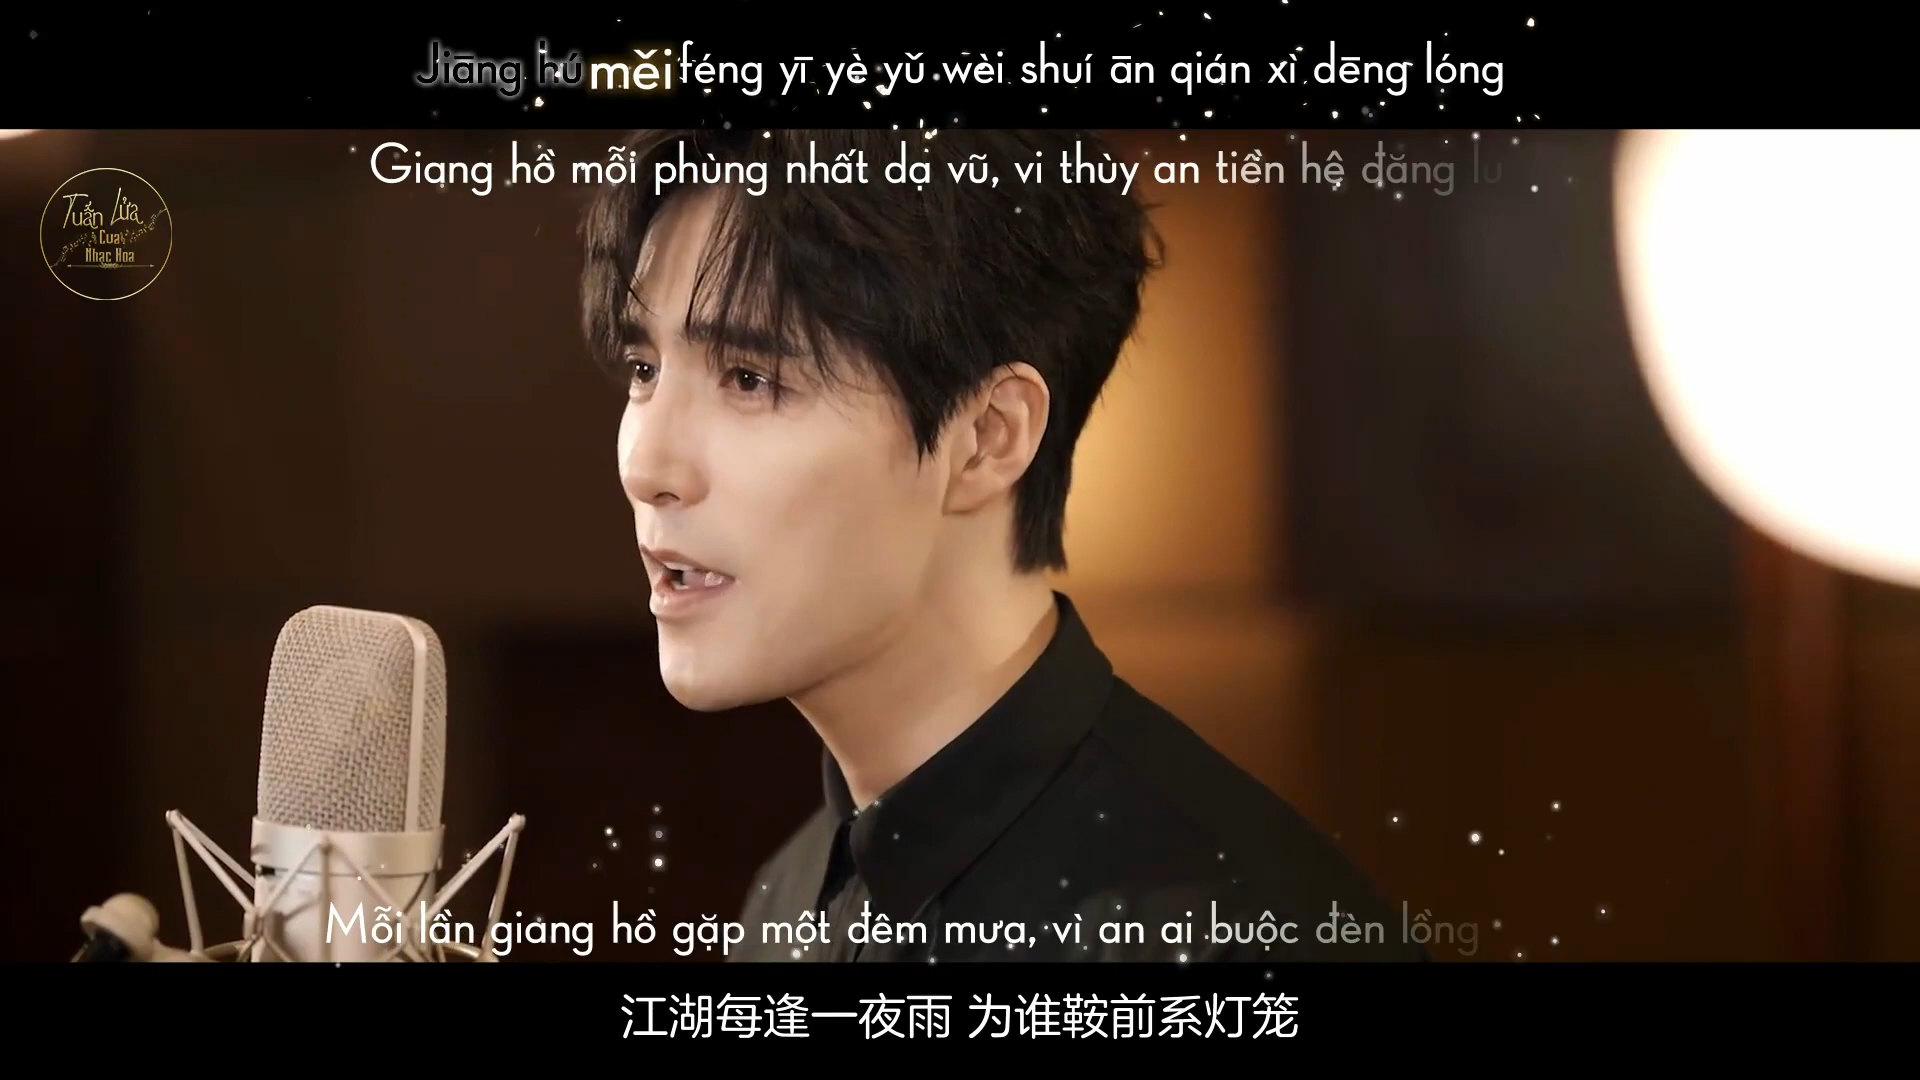 Jiāng hú měi féng yī yè yǔ wèi shuí ān qián xì dēng lóng
Giang hồ mỗi phùng nhất dạ vũ, vi thùy an tiền hệ đăng lu
Tuấn Lửa
Cua
Nhạc Hoa
Mỗi lần giang hồ gặp một đêm mưa, vì an ai buộc đèn lồng
江湖每逢一夜雨 为谁鞍前系灯笼